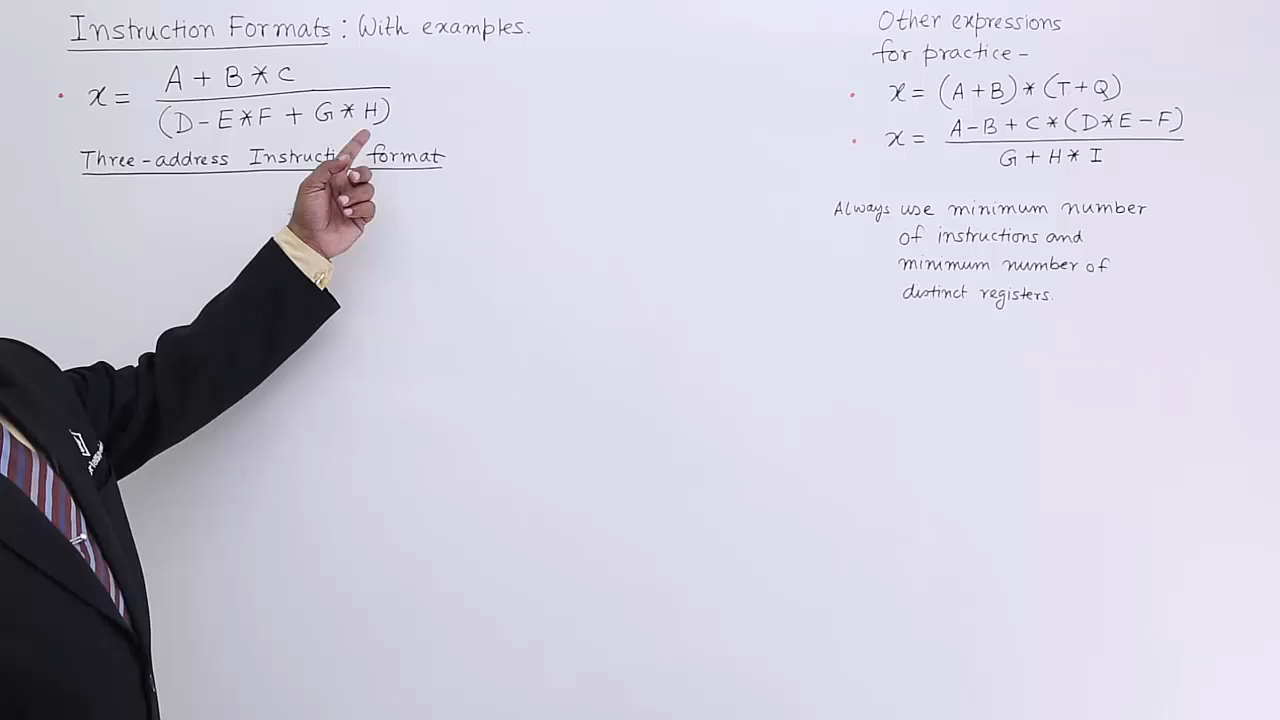 Instruction Formats : With examples.
x = A + B * C
(D - E * F + G * H)
Three-address Instruction format
Other expressions
for practice -
x = (A + B) * (T + Q)
x = A - B + C * (D * E - F)
G + H * I
Always use minimum number
of instructions and
minimum number of
distinct registers.